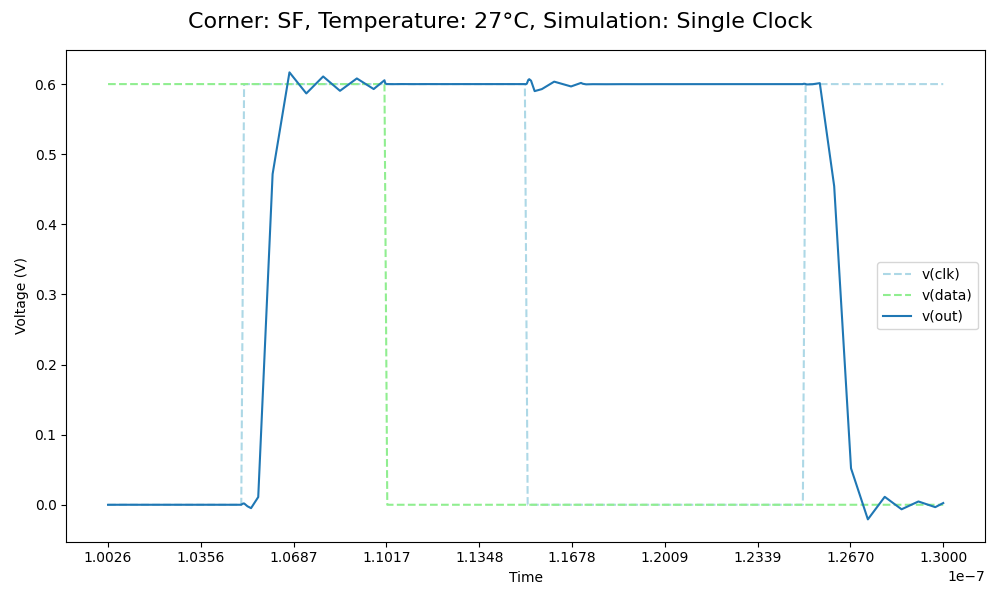 Corner: SF, Temperature: 27°C, Simulation: Single Clock
Voltage (V)
0.6
0.5
0.4
0.3
0.2
0.1
0.0
v(clk)
v(data)
v(out)
1.0026 1.0356 1.0687 1.1017 1.1348 1.1678 1.2009 1.2339 1.2670 1.3000
1e−7
Time